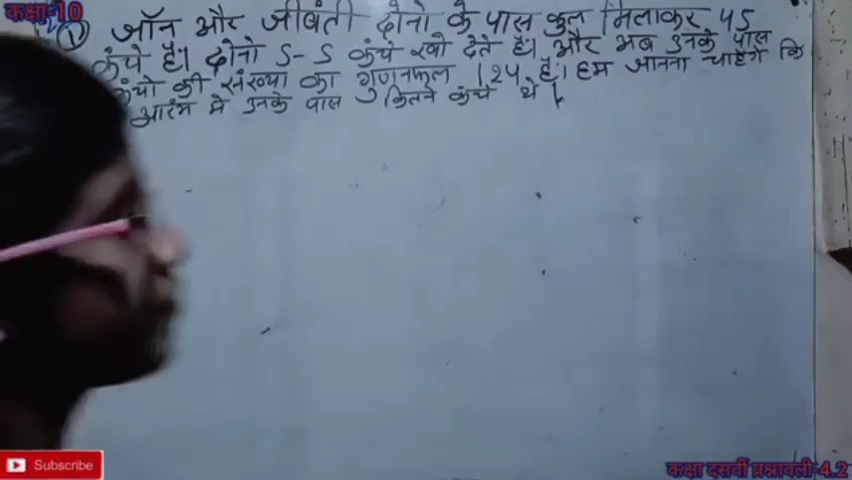 कक्षा-10
① जॉन और जीवंती दोनो के पास कुल मिलाकर 45
कंचे हैं। दोनो 5-5 कंचे खो देते हैं। और अब उनके पास
कंचो की संख्या का गुणनफल 124 है। हम जानना चाहेंगे कि
आरंभ मे उनके पास कितने कंचे थे।
Subscribe
कक्षा दसवीं प्रश्नावली-4.2